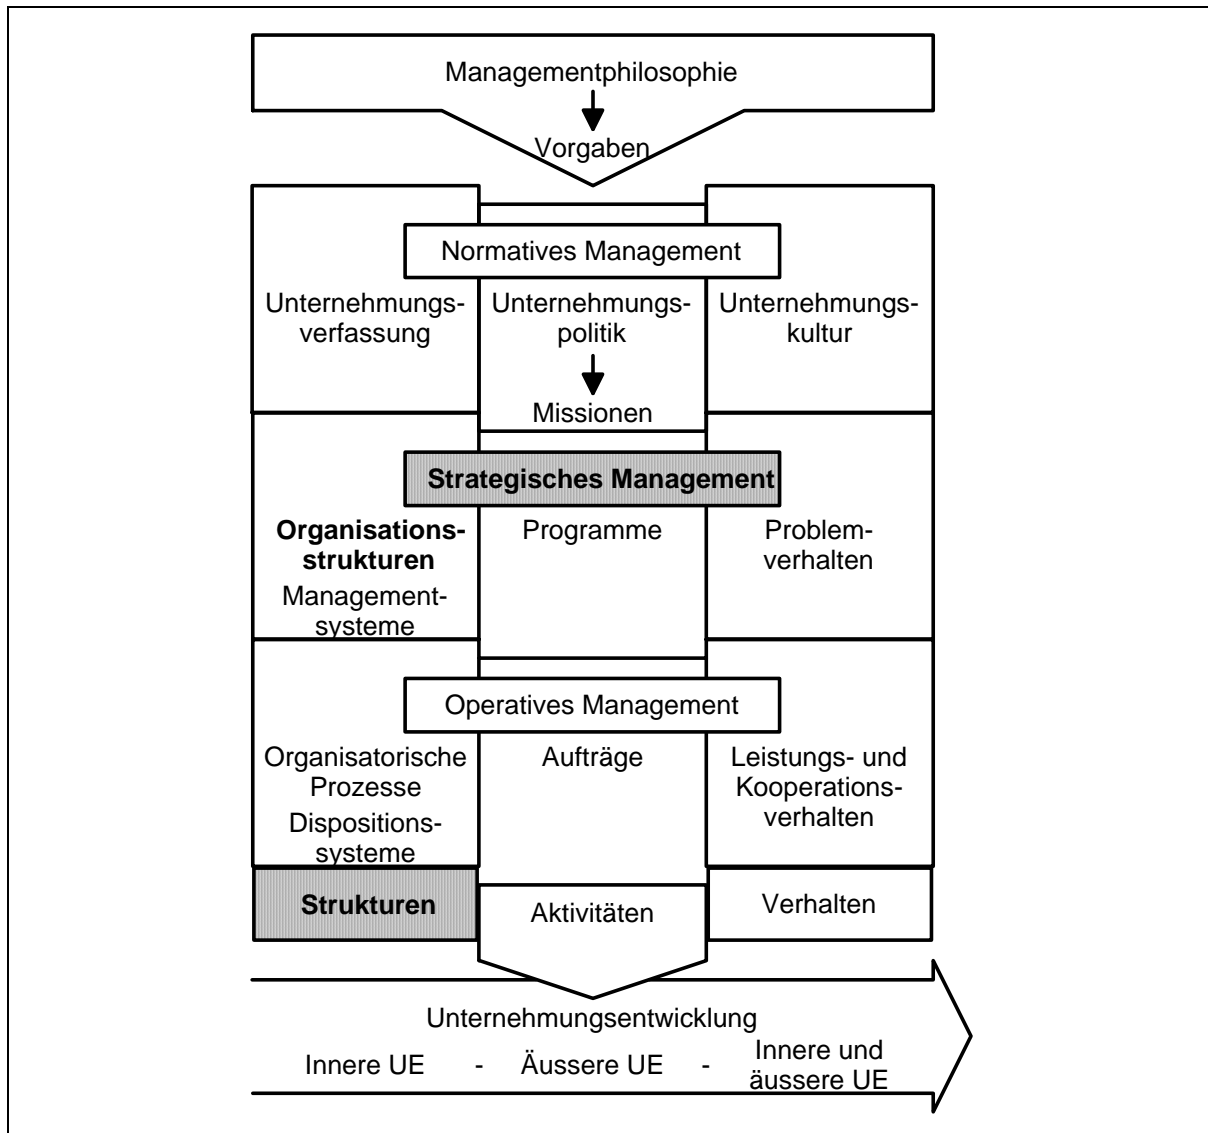 Managementphilosophie
Vorgaben
Normatives Management
Unternehmungs-
verfassung
Unternehmungs-
politik
Missionen
Unternehmungs-
kultur
Strategisches Management
Organisations-
strukturen
Management-
systeme
Programme
Problem-
verhalten
Operatives Management
Organisatorische
Prozesse
Dispositions-
systeme
Aufträge
Leistungs- und
Kooperations-
verhalten
Strukturen
Aktivitäten
Verhalten
Unternehmungsentwicklung
Innere UE - Äussere UE - Innere und
äussere UE